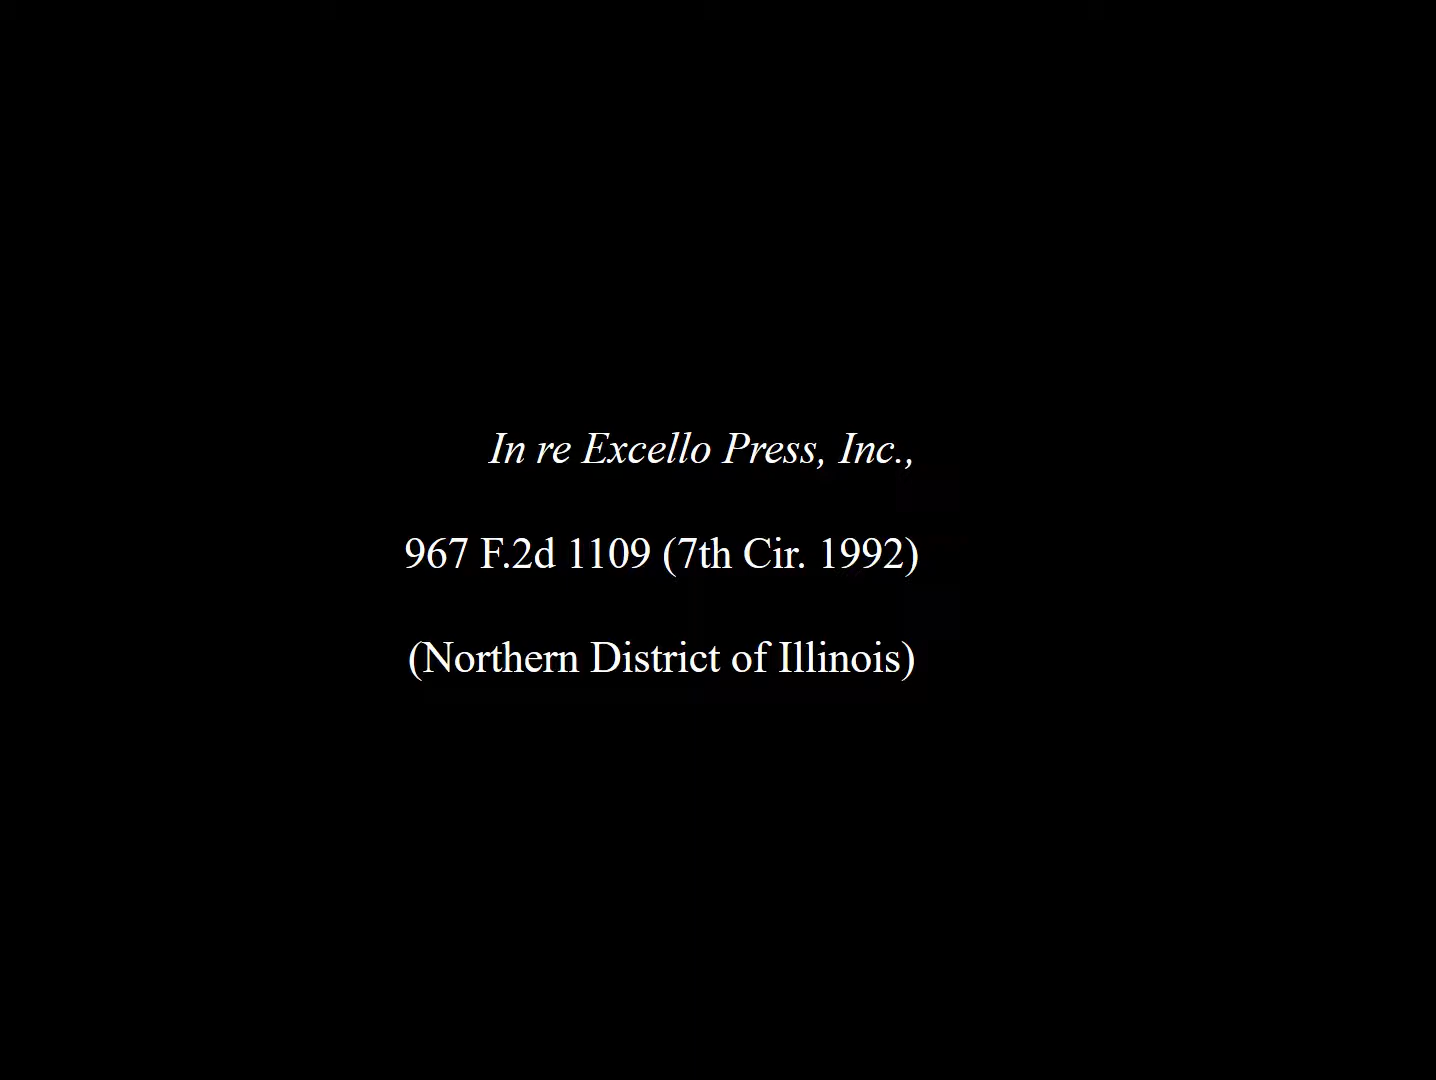 In re Excello Press, Inc.,
967 F.2d 1109 (7th Cir. 1992)
(Northern District of Illinois)